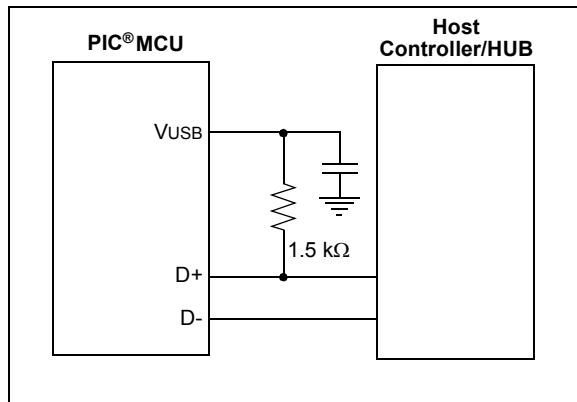 PIC® MCU
Host
Controller/HUB
VUSB
1.5 kΩ
D+
D-